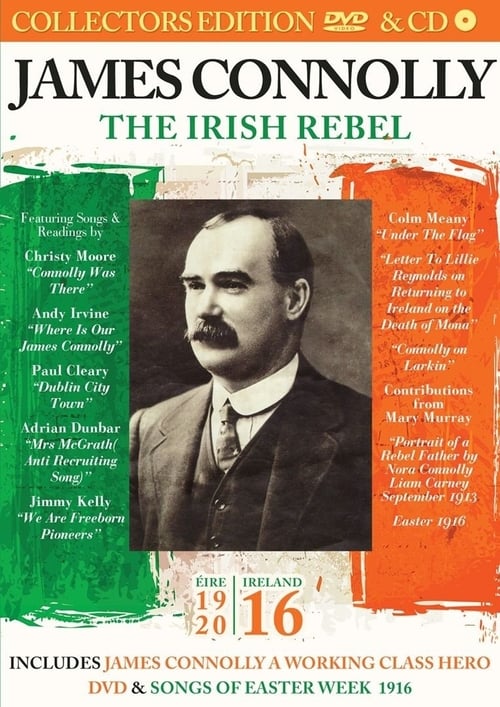 COLLECTORS EDITION DVD VIDEO & CD
JAMES CONNOLLY
THE IRISH REBEL
Featuring Songs &
Readings by
Christy Moore
"Connolly Was
There"
Andy Irvine
"Where Is Our
James Connolly"
Paul Cleary
"Dublin City
Town"
Adrian Dunbar
"Mrs McGrath(
Anti Recruiting
Song)"
Jimmy Kelly
"We Are Freeborn
Pioneers"
Colm Meany
"Under The Flag"
"Letter To Lillie
Reynolds on
Returning to
Ireland on the
Death of Mona"
"Connolly on
Larkin"
Contributions
from
Mary Murray
"Portrait of a
Rebel Father by
Nora Connolly
Liam Carney
September 1913
Easter 1916
ÉIRE IRELAND
19 16
20
INCLUDES JAMES CONNOLLY A WORKING CLASS HERO
DVD & SONGS OF EASTER WEEK 1916